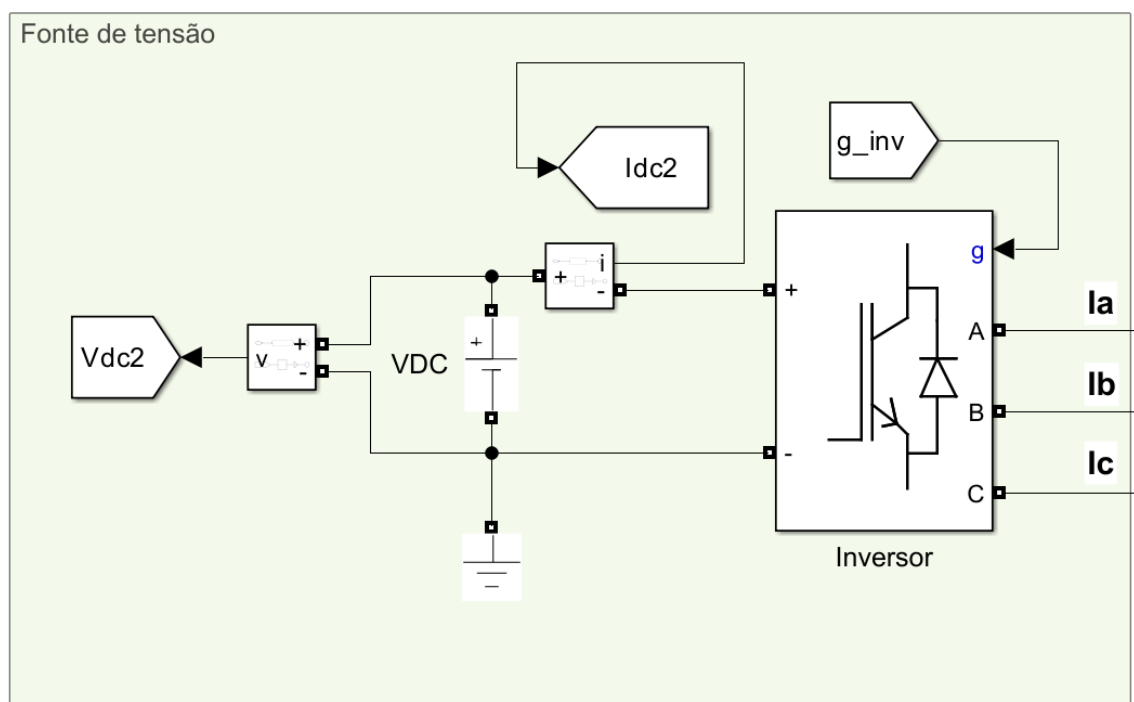 Fonte de tensão
Idc2
g_inv
+ i
-
g
+
A
Ia
Vdc2
v +
-
VDC
+
B
Ib
-
C
Ic
Inversor